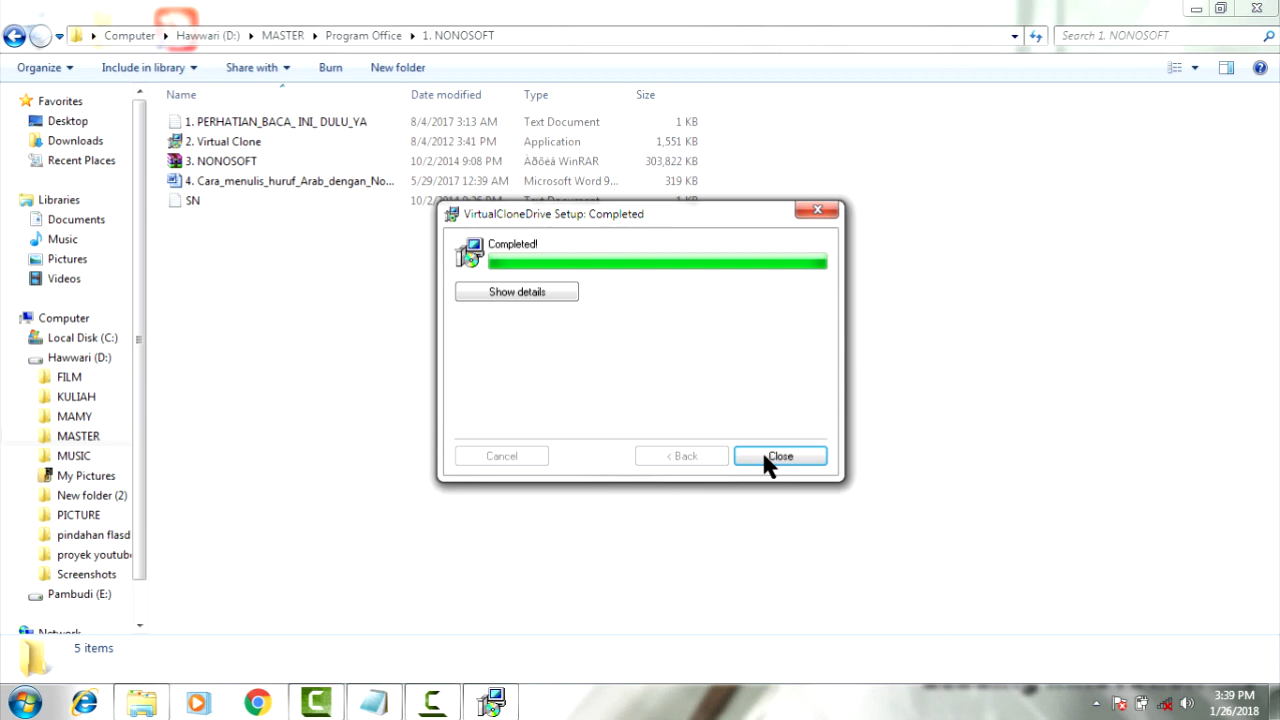 Computer Hawwari (D:) MASTER Program Office 1. NONOSOFT Search 1. NONOSOFT
Organize Include in library Share with Burn New folder
Favorites
Desktop
Downloads
Recent Places
Libraries
Documents
Music
Pictures
Videos
Computer
Local Disk (C:)
Hawwari (D:)
FILM
KULIAH
MAMY
MASTER
MUSIC
My Pictures
New folder (2)
PICTURE
pindahan flasd
proyek youtub
Screenshots
Pambudi (E:)
Network
Name Date modified Type Size
1. PERHATIAN_BACA_ INI_ DULU_YA 8/4/2017 3:13 AM Text Document 1 KB
2. Virtual Clone 8/4/2012 3:41 PM Application 1,551 KB
3. NONOSOFT 10/2/2014 9:08 PM Àðõèâ WinRAR 303,822 KB
4. Cara_menulis_huruf_Arab_dengan_No... 5/29/2017 12:39 AM Microsoft Word 9... 319 KB
SN
VirtualCloneDrive Setup: Completed
Completed!
Show details
Cancel < Back Close
5 items
3:39 PM
1/26/2018